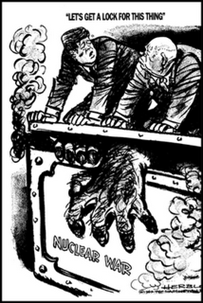 "LET'S GET A LOCK FOR THIS THING"
NUCLEAR WAR